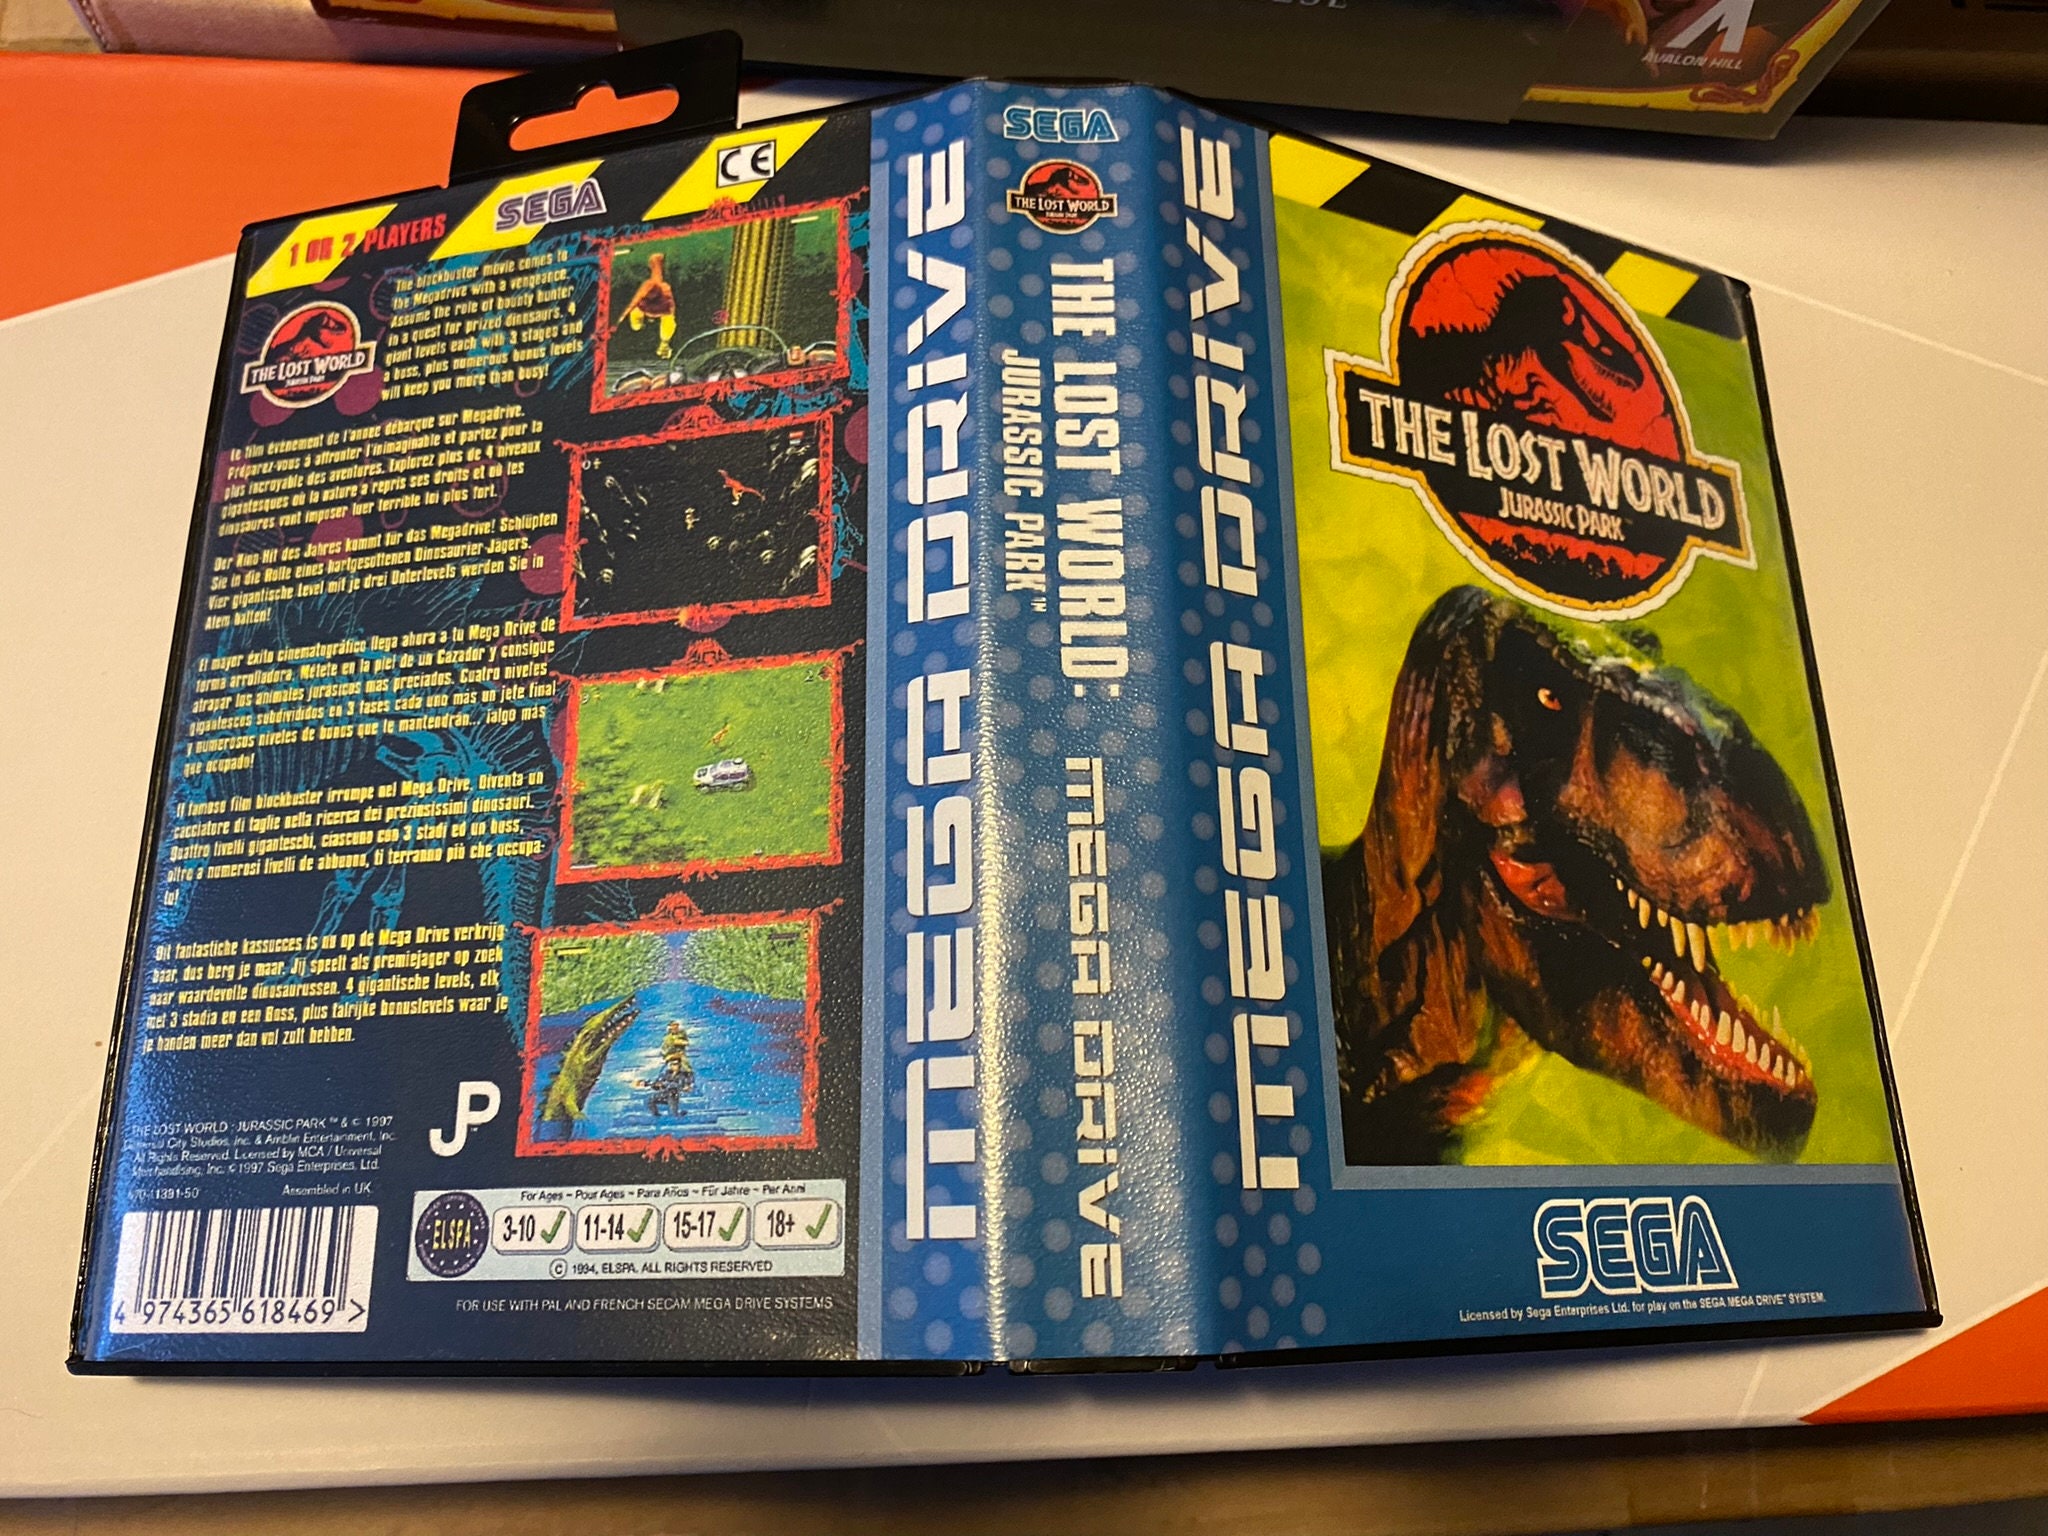 AVALON HILL
1 OR 2 PLAYERS
SEGA
CE
THE LOST WORLD
JURASSIC PARK
The blockbuster movie comes to
the Megadrive with a vengeance.
Assume the role of bounty hunter
in a quest for prized dinosaurs. 4
giant levels each with 3 stages and
a boss, plus numerous bonus levels
will keep you more than busy!
Le film évènement de l'année débarque sur Megadrive.
Préparez-vous à affronter l'inimaginable et partez pour la
plus incroyable des aventures. Explorez plus de 4 niveaux
gigantesques où la nature a repris ses droits et où les
dinosaures vont imposer luer terrible loi plus fort.
Der Kino-Hit des Jahres kommt für das Megadrive! Schlüpfen
Sie in die Rolle eines hartgesottenen Dinosaurier-Jägers.
Vier gigantische Level mit je drei Unterlevels werden Sie in
Atem halten!
El mayor éxito cinematográfico llega ahora a tu Mega Drive de
forma arrolladora. Métete en la piel de un Cazador y consigue
atrapar los animales jurásicos mas preciados. Cuatro niveles
gigantescos subdivididos en 3 fases cada uno más un jefe final
y numerosos niveles de bonos que te mantendrán... ¡algo más
que ocupado!
Il famoso film blockbuster irrompe nel Mega Drive. Diventa un
cacciatore di taglie nella ricerca dei preziosissimi dinosauri.
Quattro livelli giganteschi, ciascuno con 3 stadi ed un boss,
oltre a numerosi livelli de abbuono, ti terranno più che occupa-
to!
Dit fantastiche kassucces is nu op de Mega Drive verkrijg-
baar, dus berg je maar. Jij speelt als premiejager op zoek
naar waardevolle dinosaurussen. 4 gigantische levels, elk
met 3 stadia en een Boss, plus talrijke bonuslevels waar je
je handen meer dan vol zult hebben.
JP
THE LOST WORLD : JURASSIC PARK ™ & © 1997
Universal City Studios, Inc. & Amblin Entertainment, Inc.
All Rights Reserved. Licensed by MCA / Universal
Merchandising, Inc. © 1997 Sega Enterprises, Ltd.
670-11391-50 Assembled in UK.
4 974365 618469 >
ELSPA
For Ages ~ Pour Ages ~ Para Años ~ Für Jahre ~ Per Anni
3-10 11-14 15-17 18+
© 1994, ELSPA. ALL RIGHTS RESERVED
FOR USE WITH PAL AND FRENCH SECAM MEGA DRIVE SYSTEMS
MEGA DRIVE
SEGA
THE LOST WORLD
JURASSIC PARK
THE LOST WORLD:
JURASSIC PARK™
MEGA DRIVE
MEGA DRIVE
THE LOST WORLD
JURASSIC PARK™
SEGA
Licensed by Sega Enterprises Ltd. for play on the SEGA MEGA DRIVE™ SYSTEM.